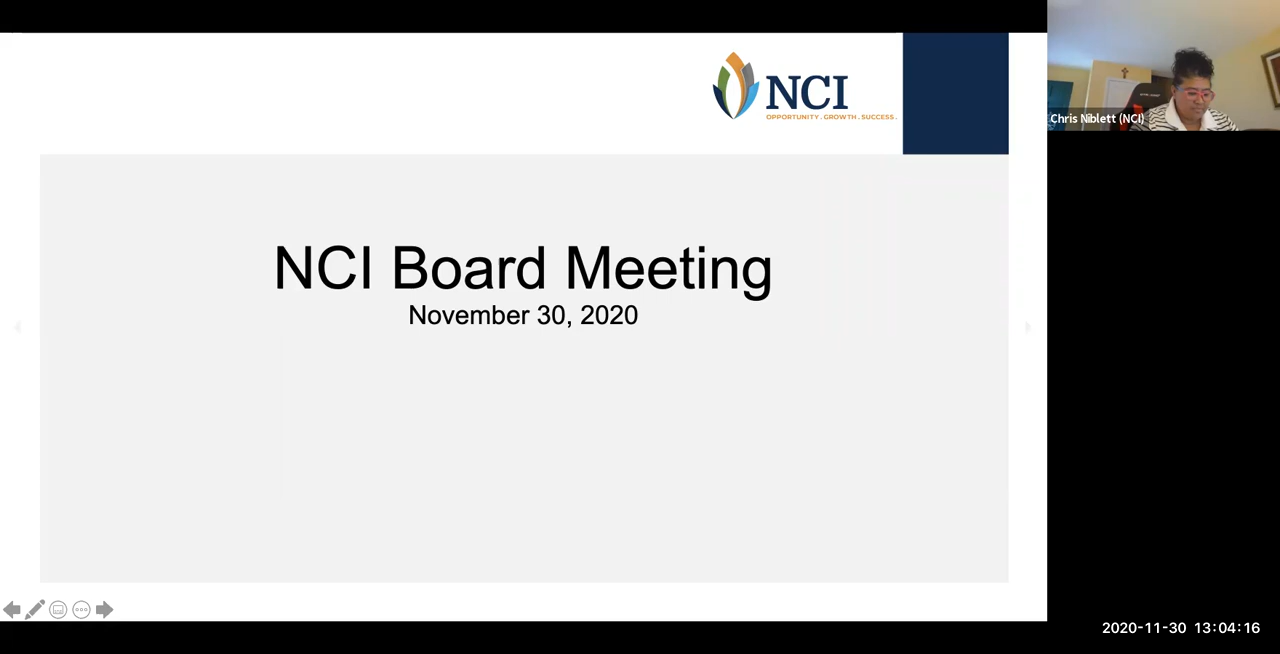 NCI
OPPORTUNITY. GROWTH. SUCCESS.
Chris Niblett (NCI)
NCI Board Meeting
November 30, 2020
2020-11-30 13:04:16